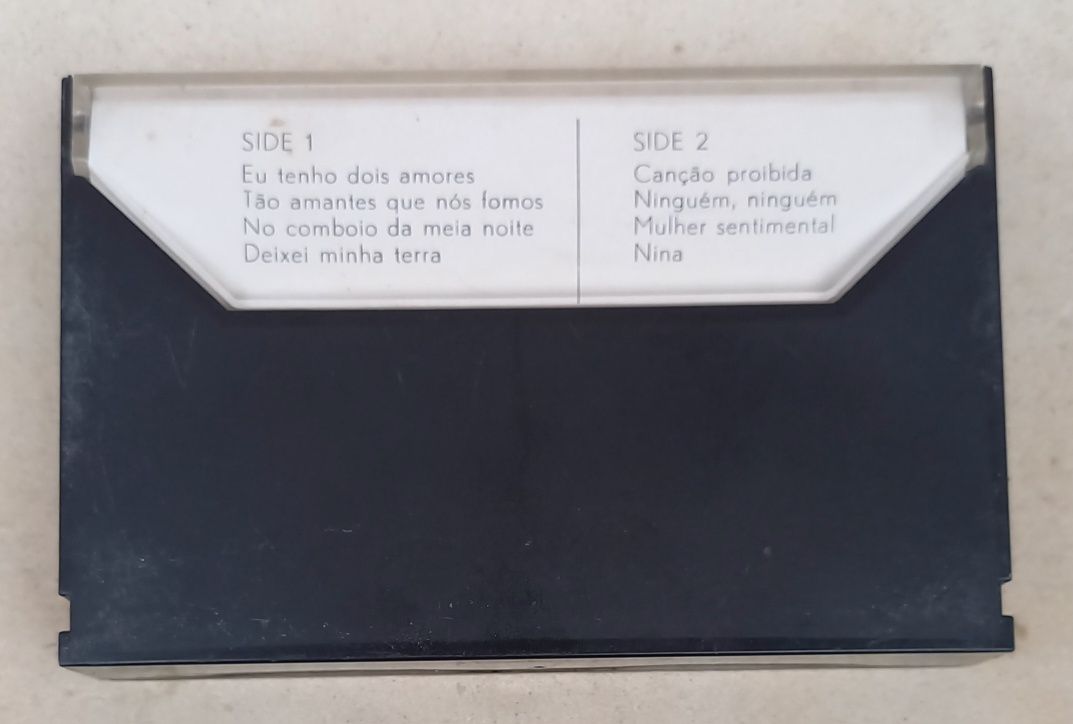 SIDE 1
Eu tenho dois amores
Tão amantes que nós fomos
No comboio da meia noite
Deixei minha terra
SIDE 2
Canção proibida
Ninguém, ninguém
Mulher sentimental
Nina